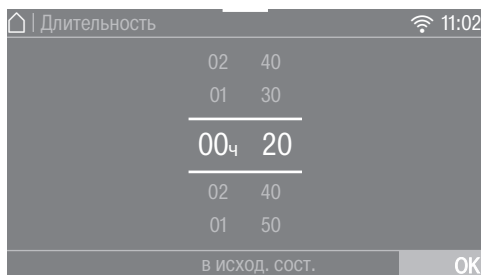 | Длительность 11:02
02 40
01 30
00ч 20
02 40
01 50
в исход. сост. OK